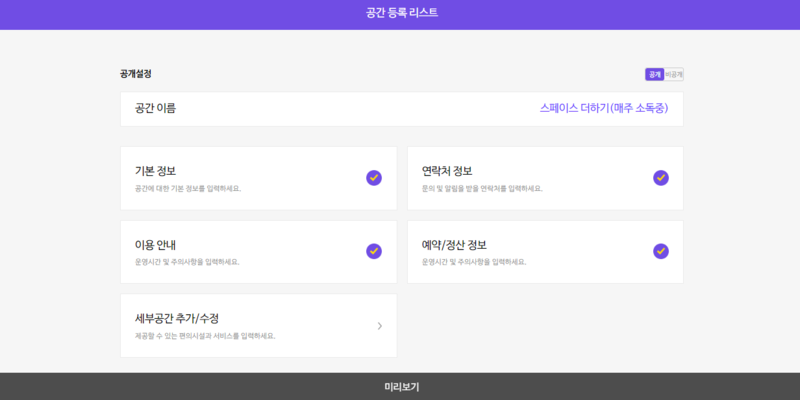 공간 등록 리스트
공개설정
공개 비공개
공간 이름 스페이스 더하기(매주 소독중)
기본 정보
공간에 대한 기본 정보를 입력하세요.
연락처 정보
문의 및 알림을 받을 연락처를 입력하세요.
이용 안내
운영시간 및 주의사항을 입력하세요.
예약/정산 정보
운영시간 및 주의사항을 입력하세요.
세부공간 추가/수정
제공할 수 있는 편의시설과 서비스를 입력하세요.
미리보기